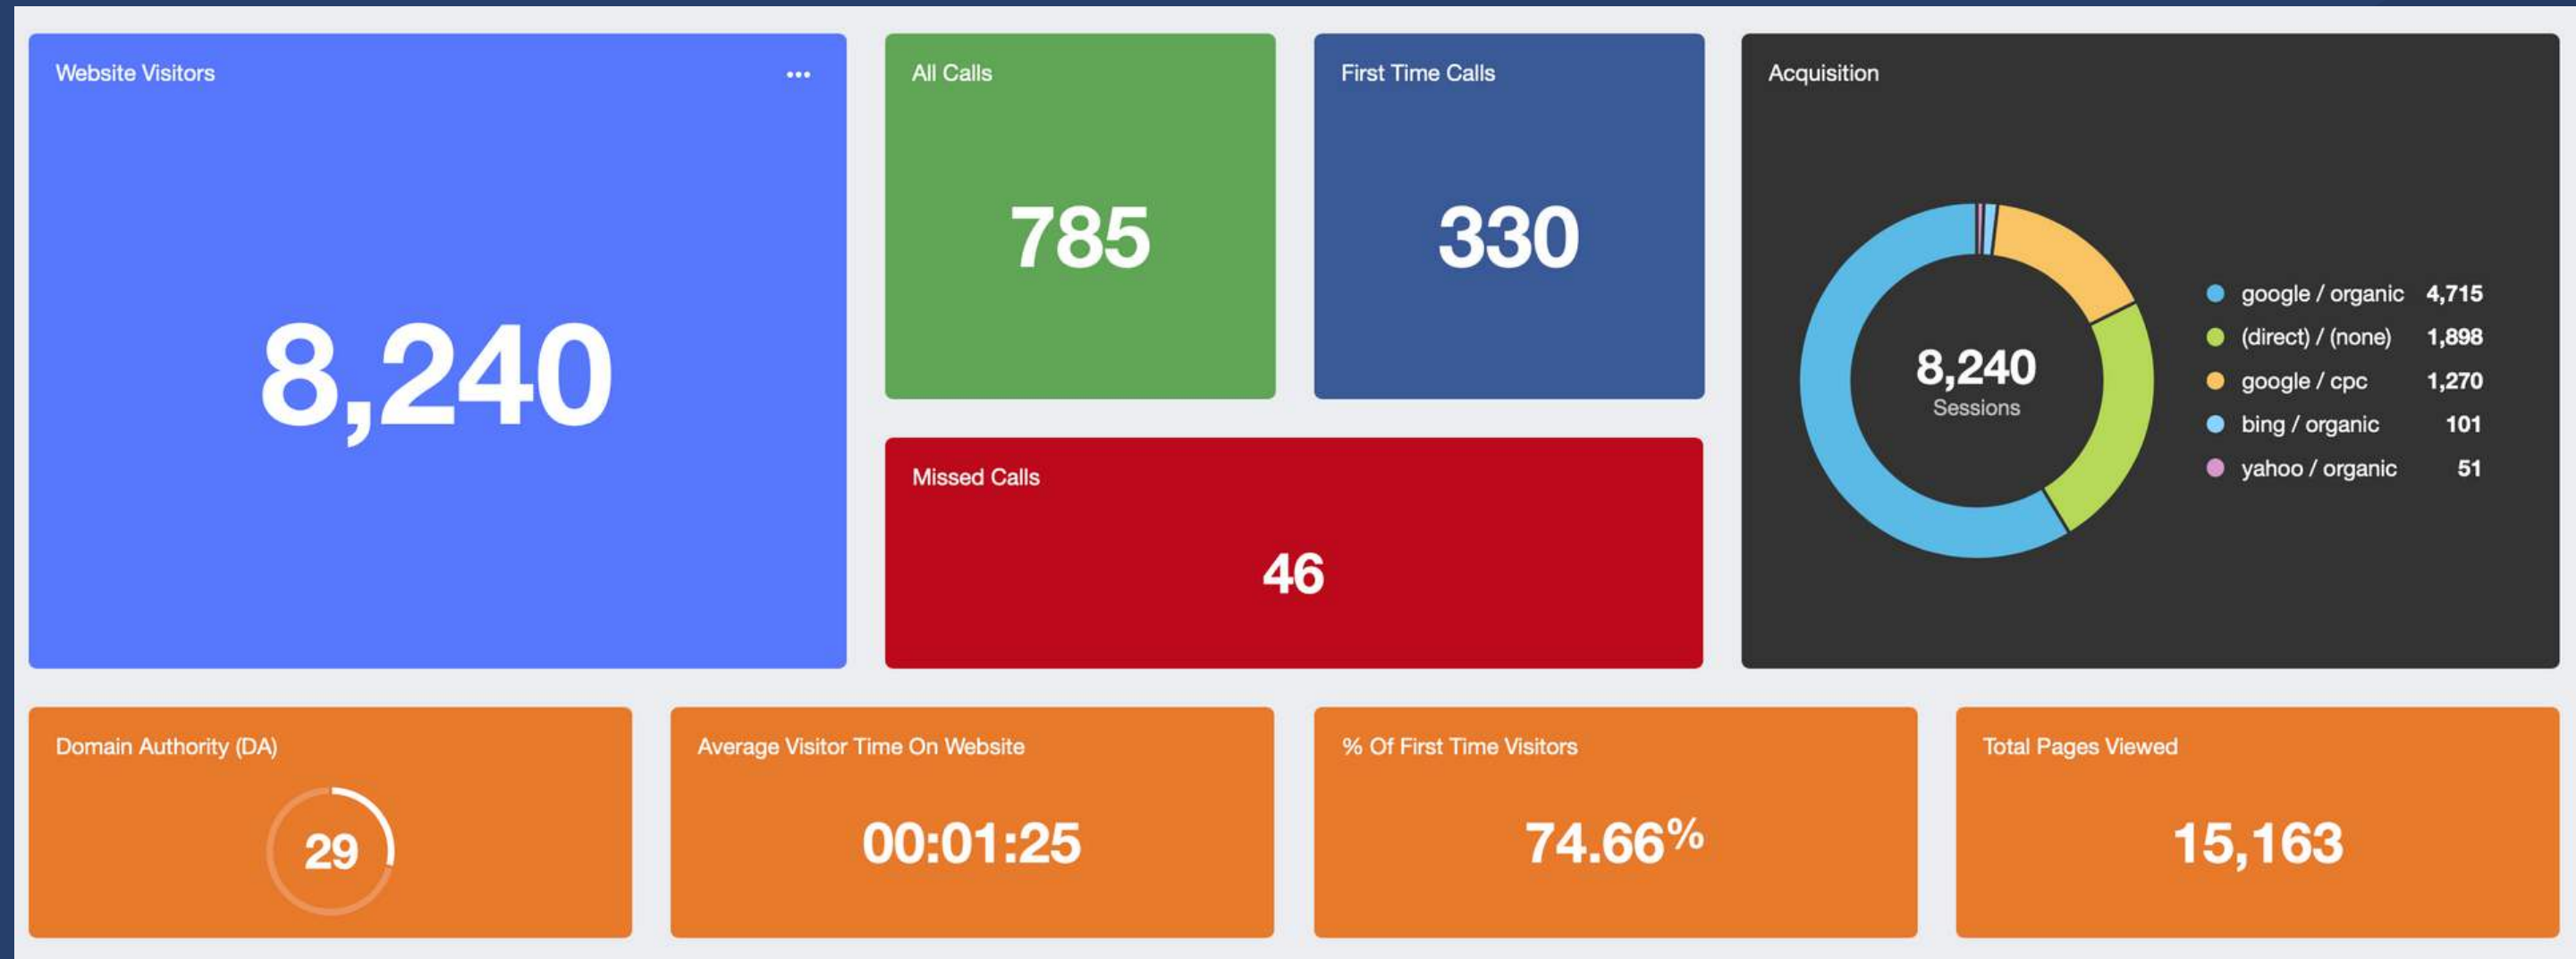 Website Visitors
8,240
All Calls
785
First Time Calls
330
Missed Calls
46
Acquisition
8,240
Sessions
google / organic 4,715
(direct) / (none) 1,898
google / cpc 1,270
bing / organic 101
yahoo / organic 51
Domain Authority (DA)
29
Average Visitor Time On Website
00:01:25
% Of First Time Visitors
74.66%
Total Pages Viewed
15,163